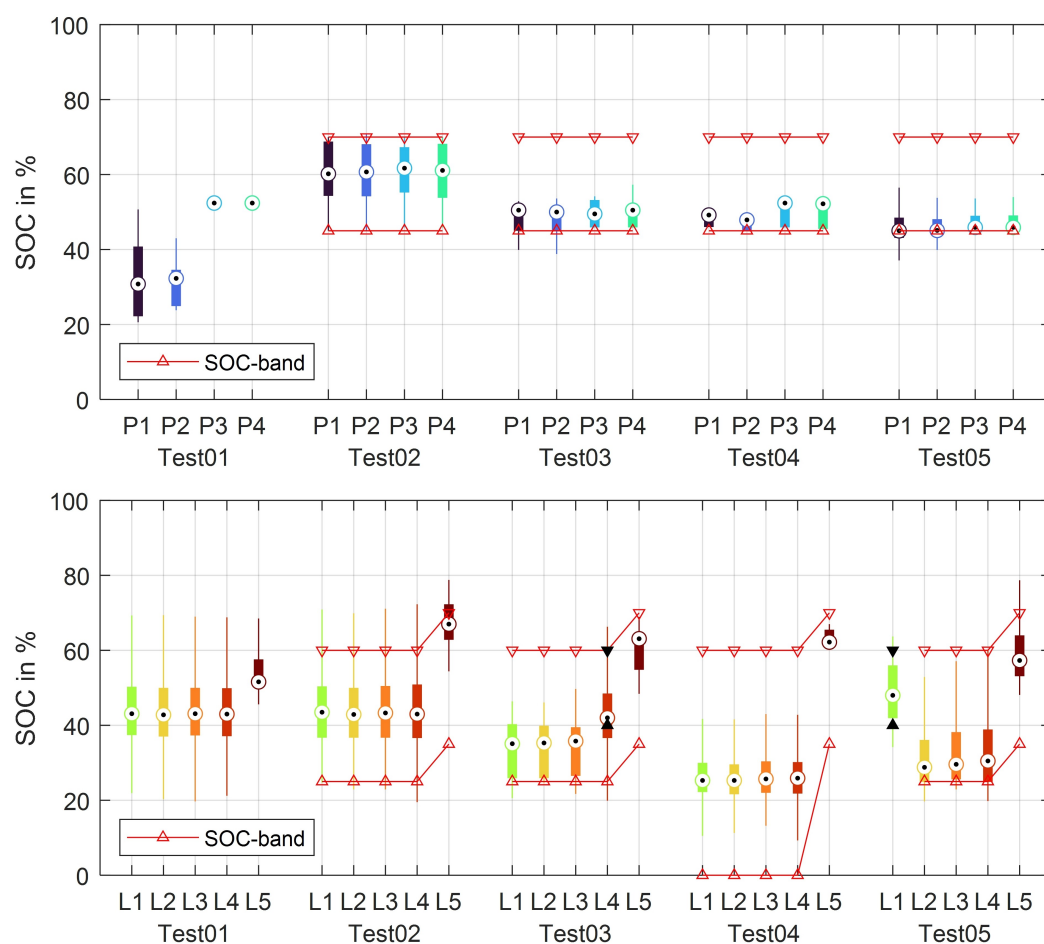 100
80
60
40
20
0
SOC in %
SOC-band
P1 P2 P3 P4 P1 P2 P3 P4 P1 P2 P3 P4 P1 P2 P3 P4 P1 P2 P3 P4
Test01 Test02 Test03 Test04 Test05
100
80
60
40
20
0
SOC in %
SOC-band
L1 L2 L3 L4 L5 L1 L2 L3 L4 L5 L1 L2 L3 L4 L5 L1 L2 L3 L4 L5 L1 L2 L3 L4 L5
Test01 Test02 Test03 Test04 Test05